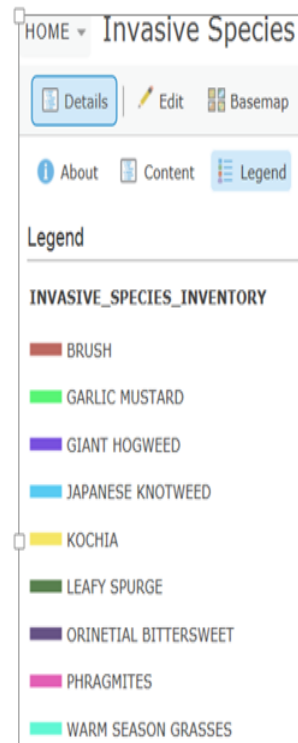 HOME Invasive Species
Details Edit Basemap
About Content Legend
Legend
INVASIVE_SPECIES_INVENTORY
BRUSH
GARLIC MUSTARD
GIANT HOGWEED
JAPANESE KNOTWEED
KOCHIA
LEAFY SPURGE
ORINETIAL BITTERSWEET
PHRAGMITES
WARM SEASON GRASSES